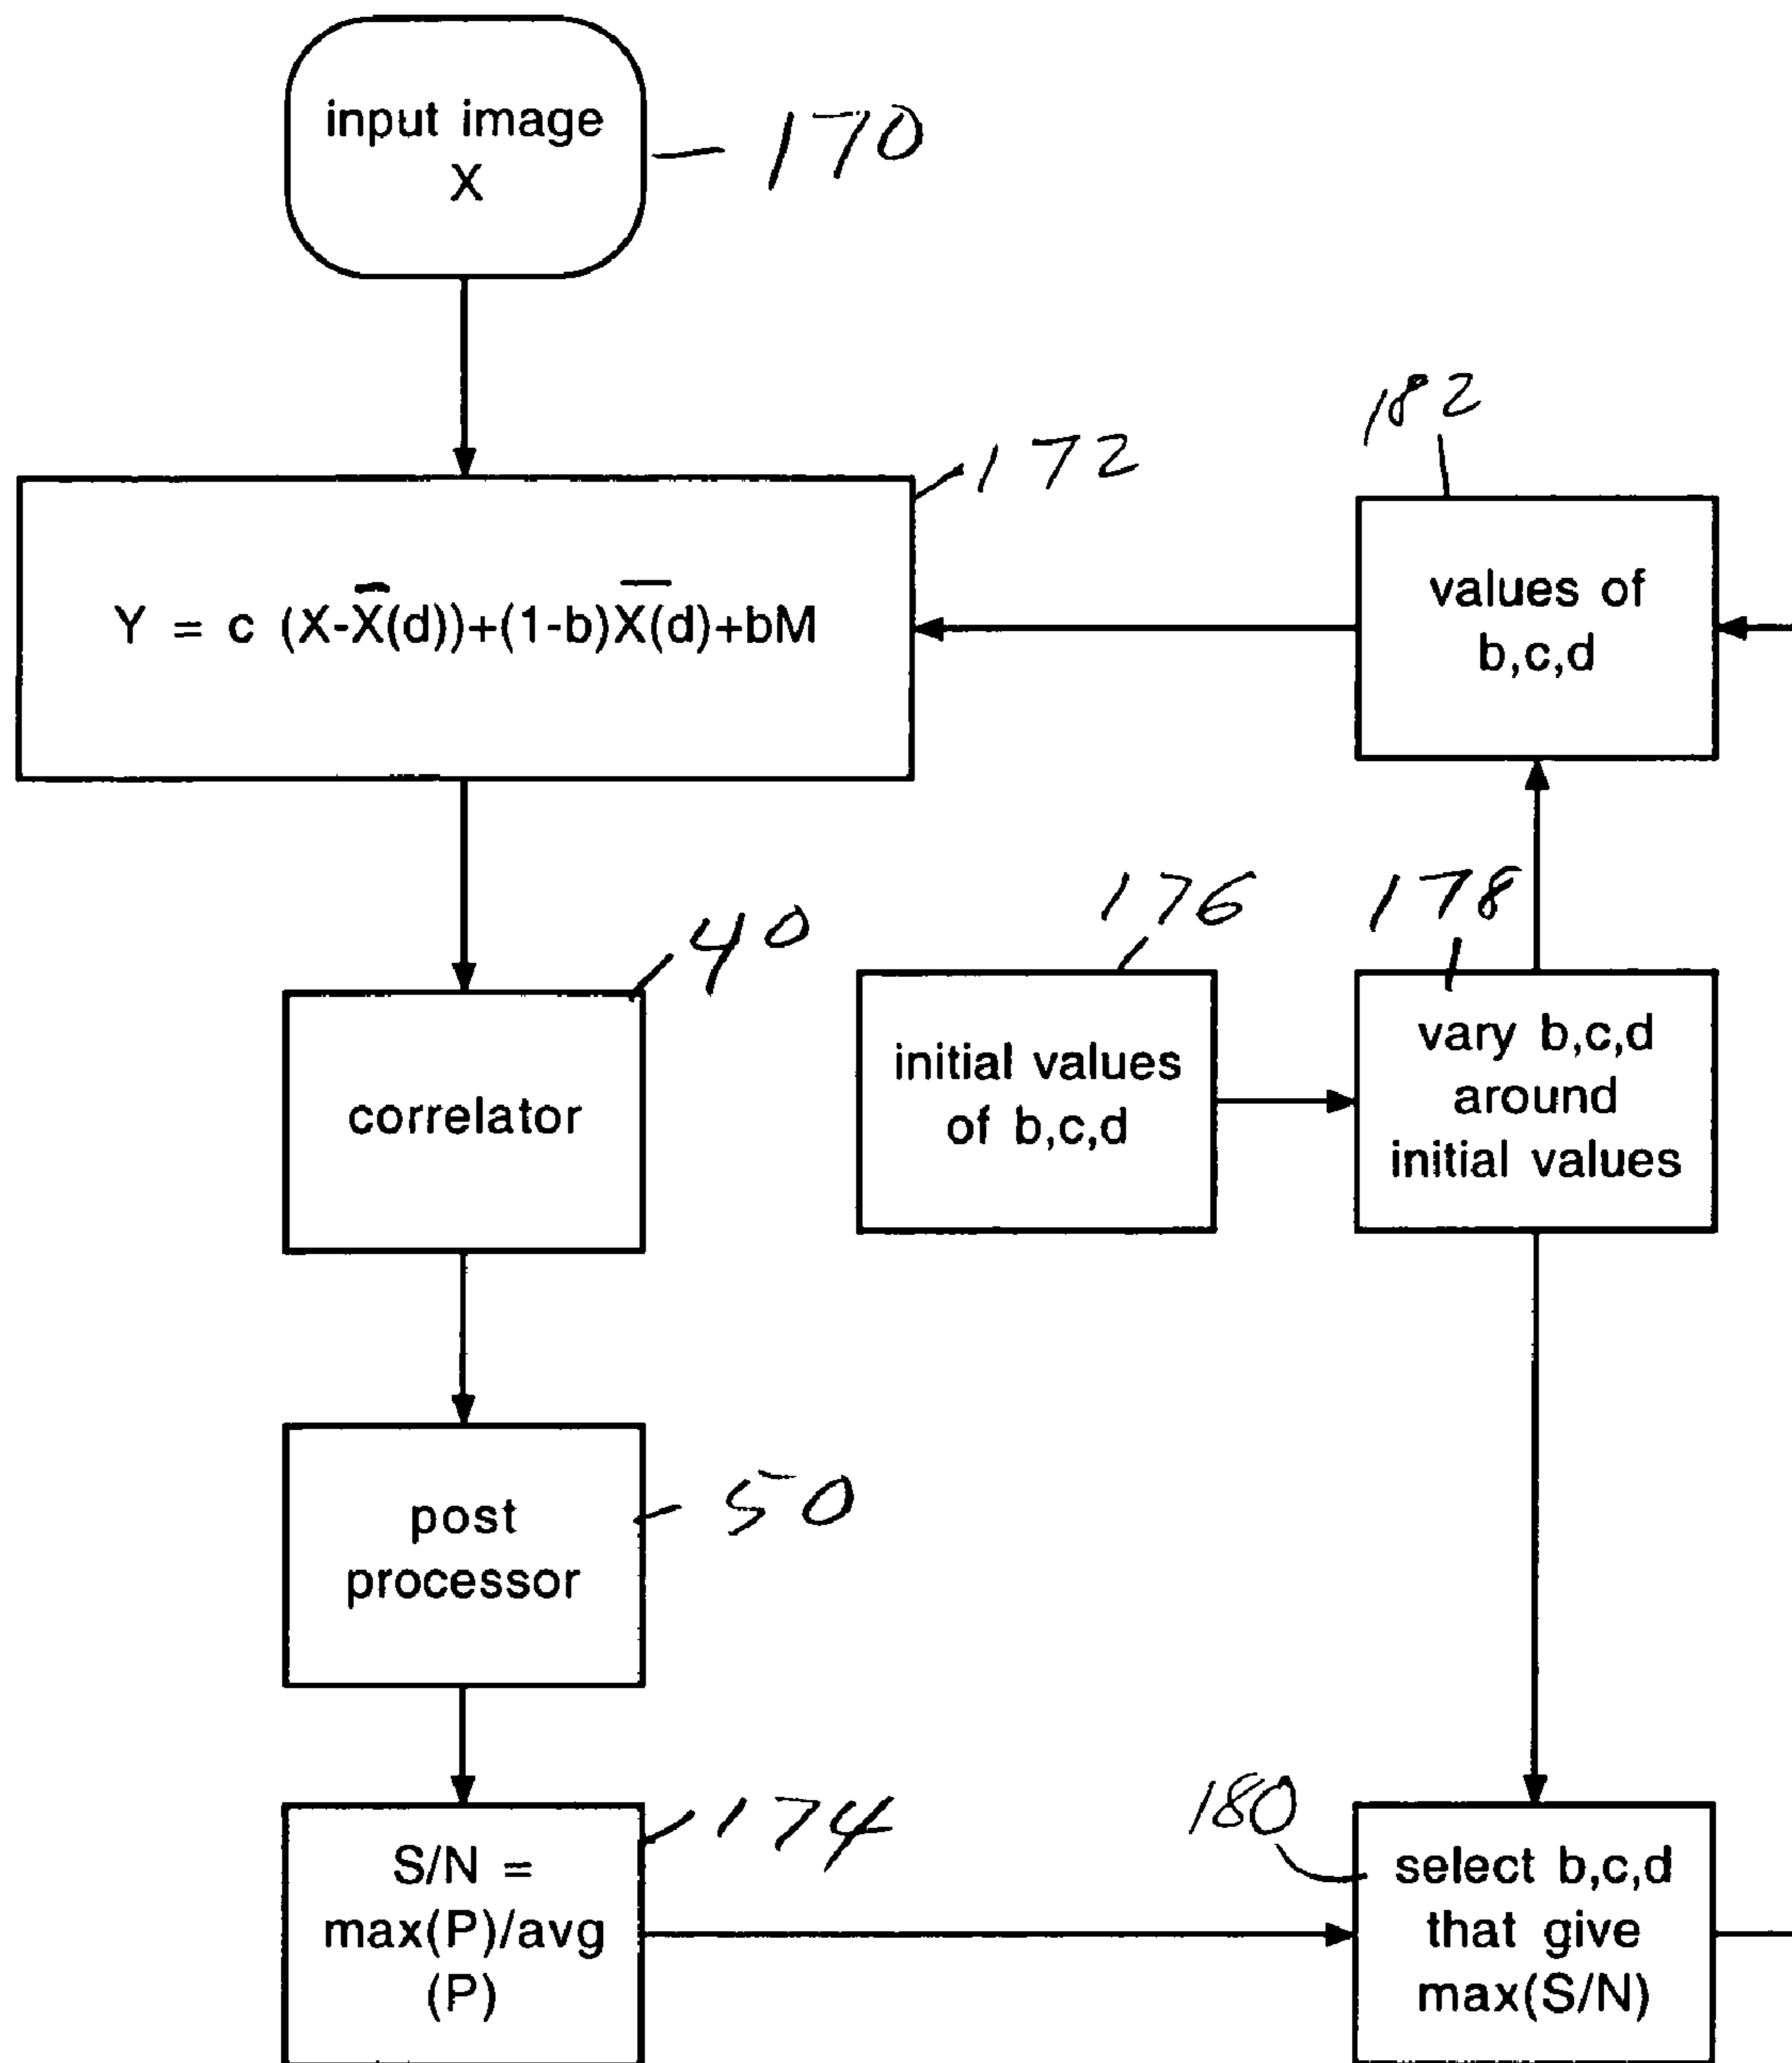 input image
X
170
172
Y = c (X-X̅(d))+(1-b)X̅(d)+bM
182
values of
b,c,d
40
correlator
176
initial values
of b,c,d
178
vary b,c,d
around
initial values
50
post
processor
174
S/N =
max(P)/avg
(P)
180
select b,c,d
that give
max(S/N)